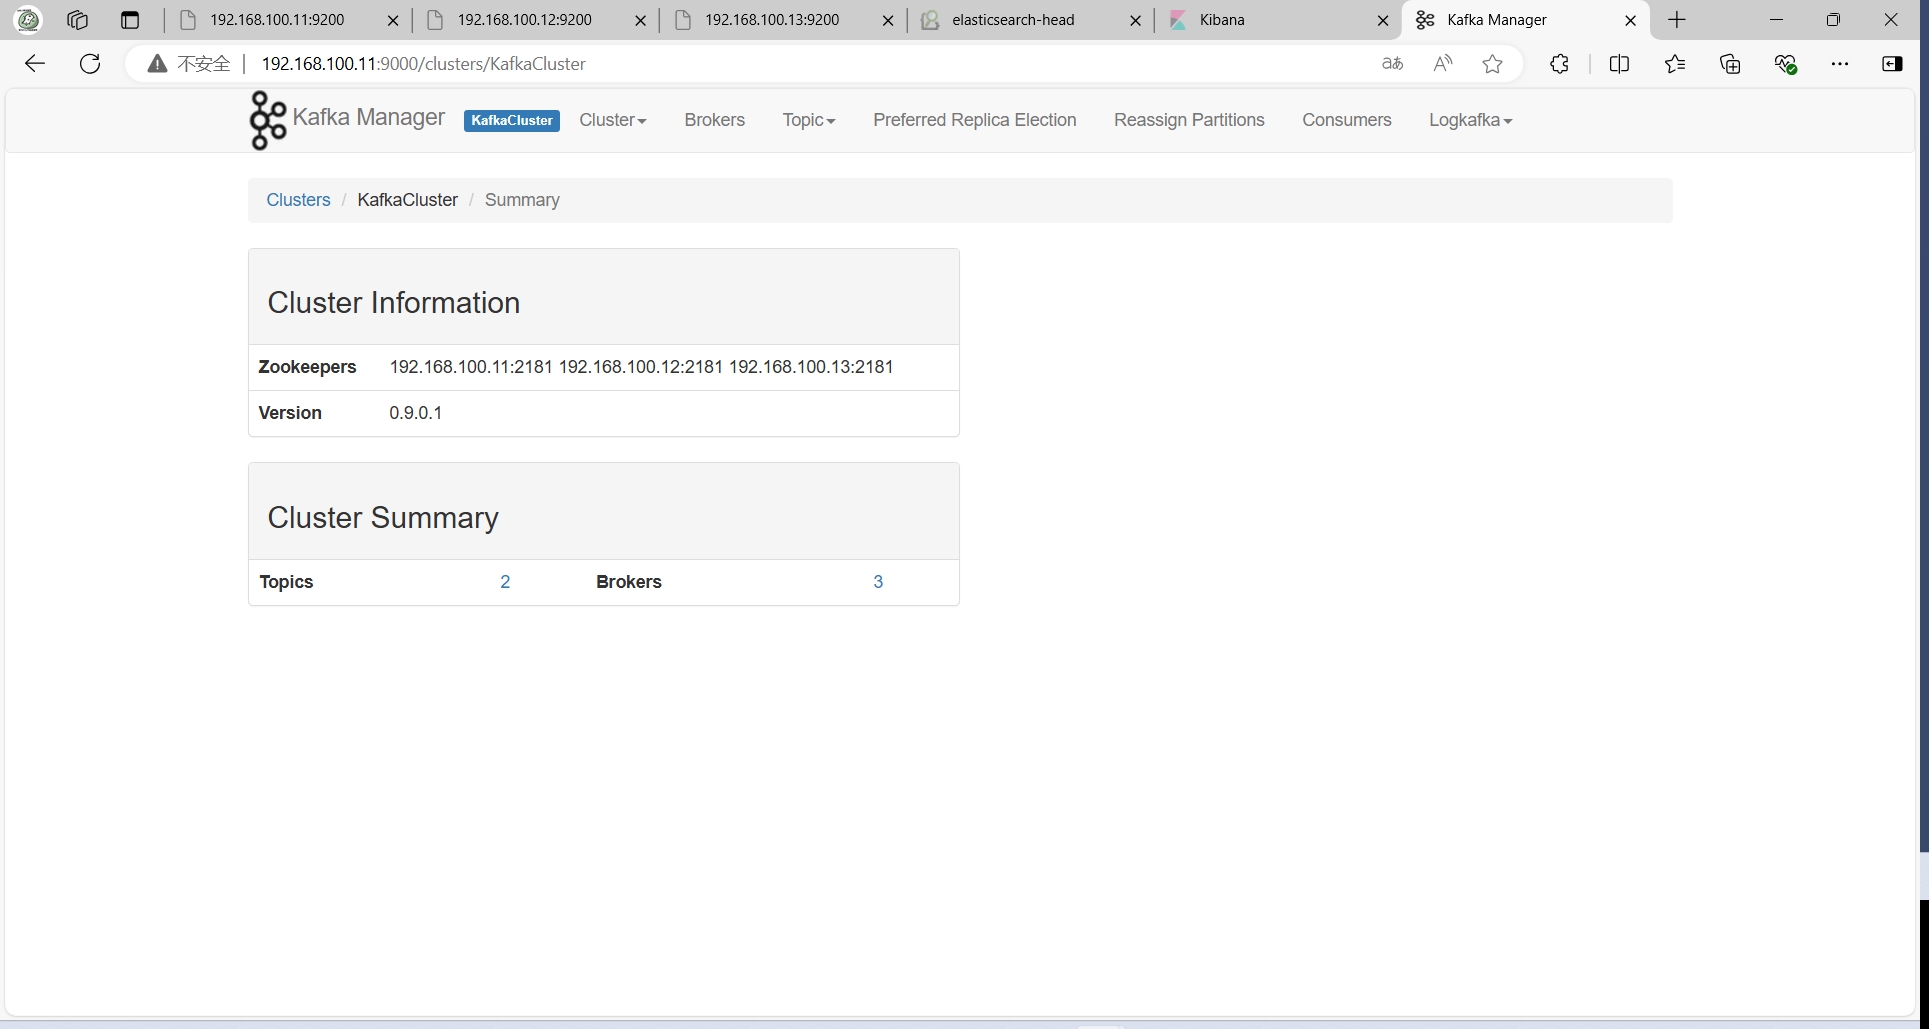 192.168.100.11:9200 192.168.100.12:9200 192.168.100.13:9200 elasticsearch-head Kibana Kafka Manager
不安全 192.168.100.11:9000/clusters/KafkaCluster aあ A
Kafka Manager KafkaCluster Cluster Brokers Topic Preferred Replica Election Reassign Partitions Consumers Logkafka
Clusters / KafkaCluster / Summary
Cluster Information
Zookeepers 192.168.100.11:2181 192.168.100.12:2181 192.168.100.13:2181
Version 0.9.0.1
Cluster Summary
Topics 2 Brokers 3